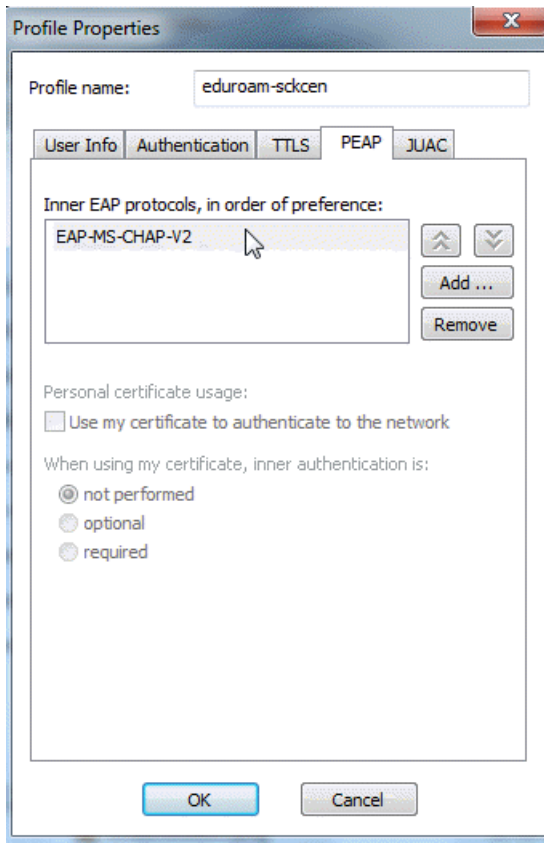 Profile Properties
Profile name: eduroam-sckcen
User Info Authentication TTLS PEAP JUAC
Inner EAP protocols, in order of preference:
EAP-MS-CHAP-V2
Add ...
Remove
Personal certificate usage:
Use my certificate to authenticate to the network
When using my certificate, inner authentication is:
not performed
optional
required
OK Cancel